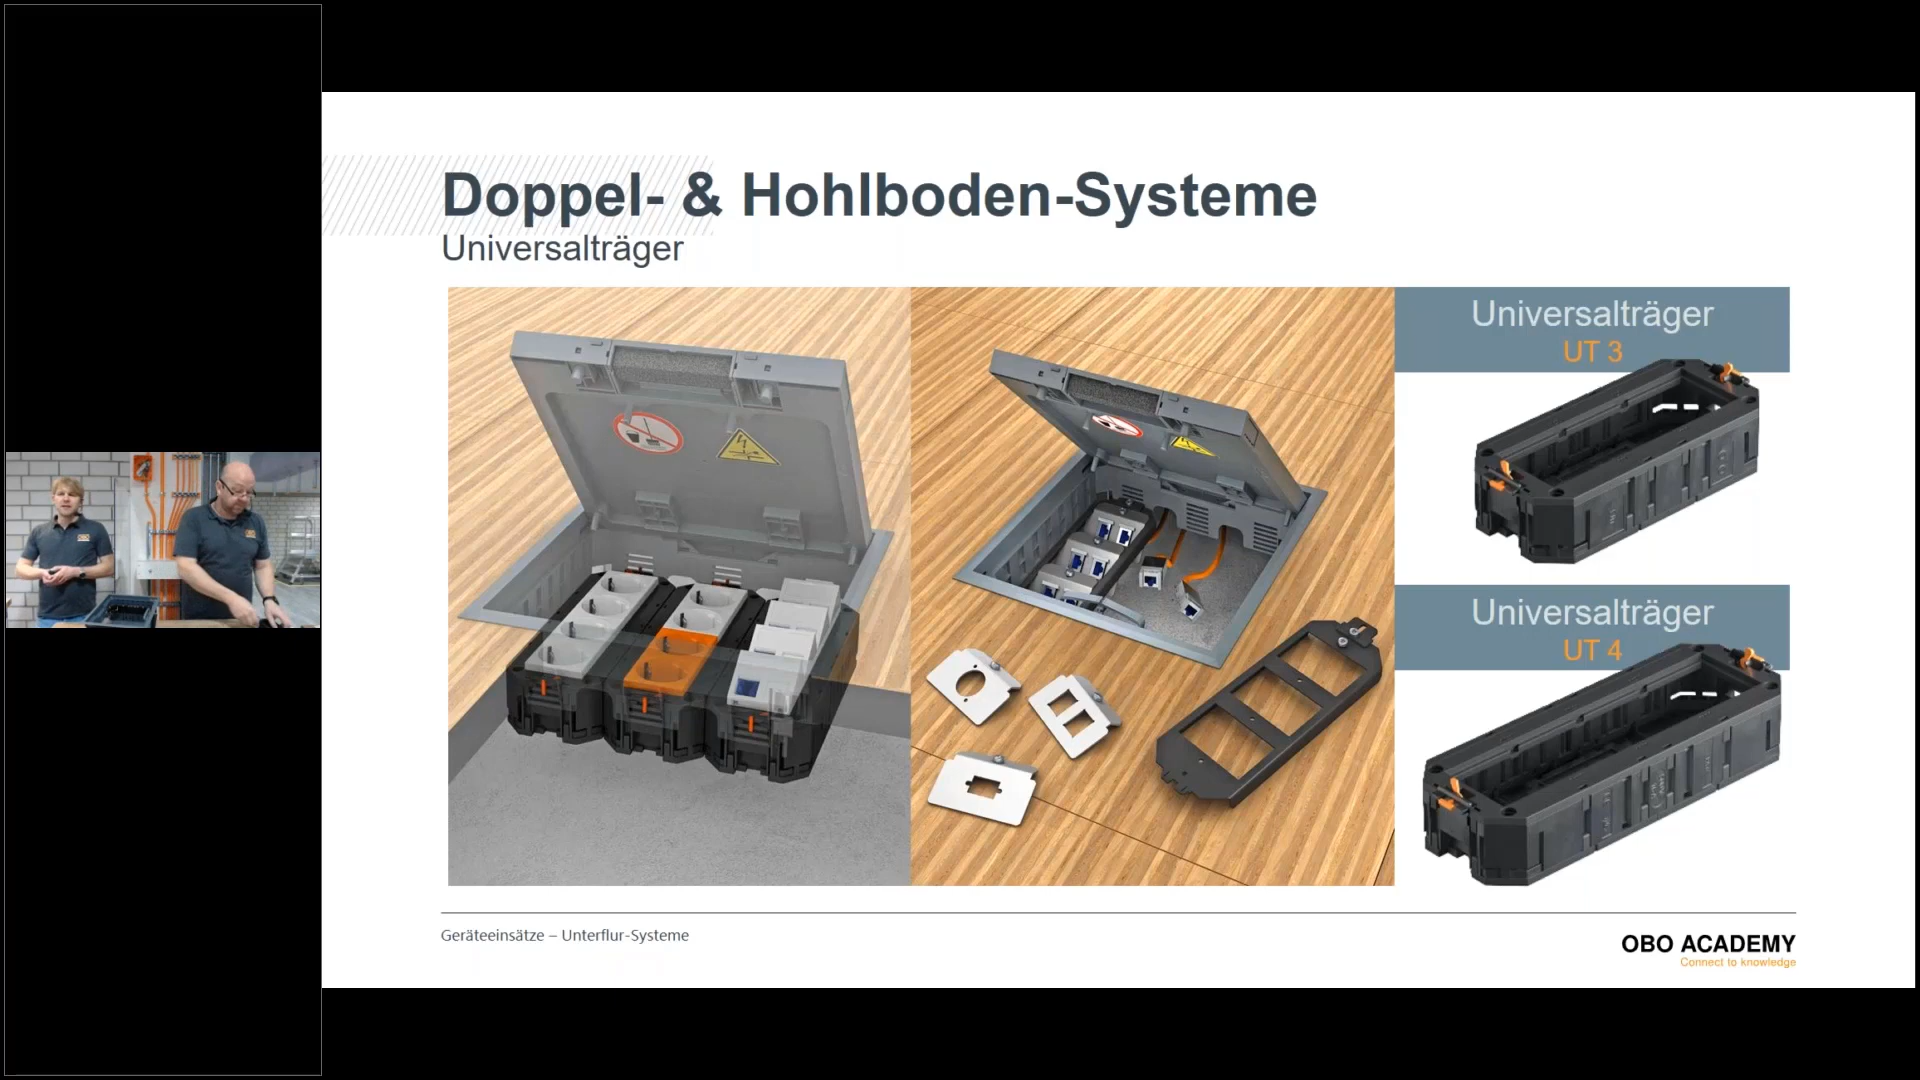 Doppel- & Hohlboden-Systeme
Universalträger
Universalträger
UT 3
Universalträger
UT 4
Geräteeinsätze – Unterflur-Systeme
OBO ACADEMY
Connect to knowledge